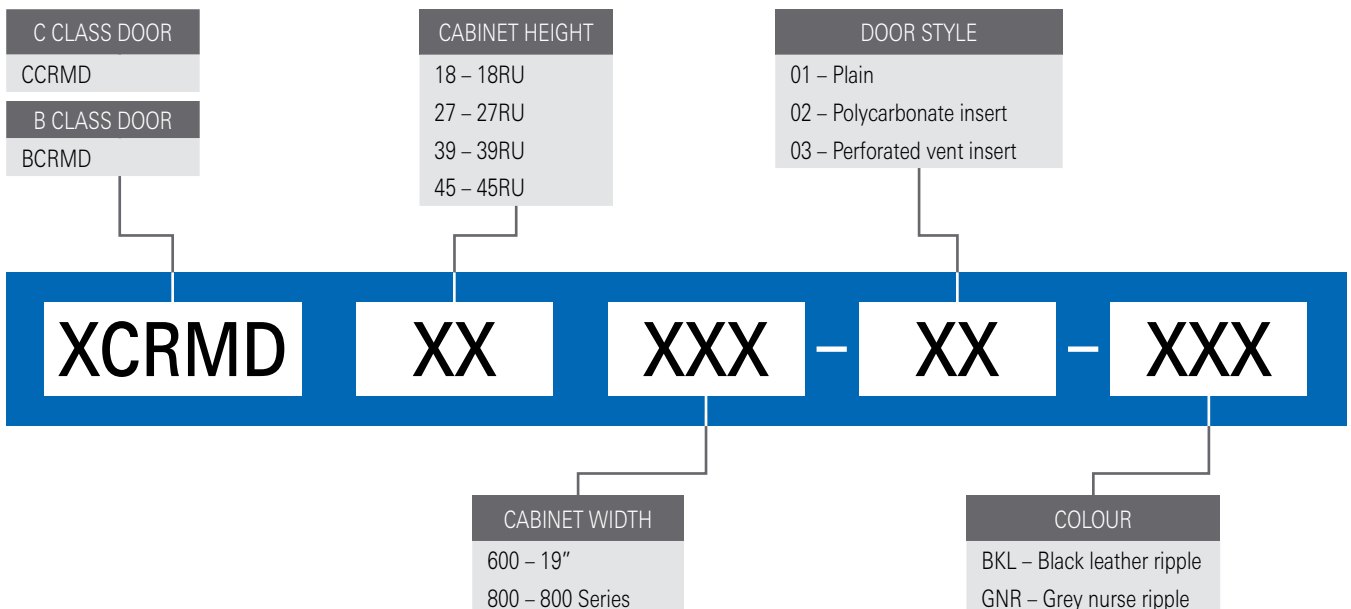 C CLASS DOOR
CCRMD
B CLASS DOOR
BCRMD
CABINET HEIGHT
18 – 18RU
27 – 27RU
39 – 39RU
45 – 45RU
DOOR STYLE
01 – Plain
02 – Polycarbonate insert
03 – Perforated vent insert
XCRMD XX XXX – XX – XXX
CABINET WIDTH
600 – 19”
800 – 800 Series
COLOUR
BKL – Black leather ripple
GNR – Grey nurse ripple